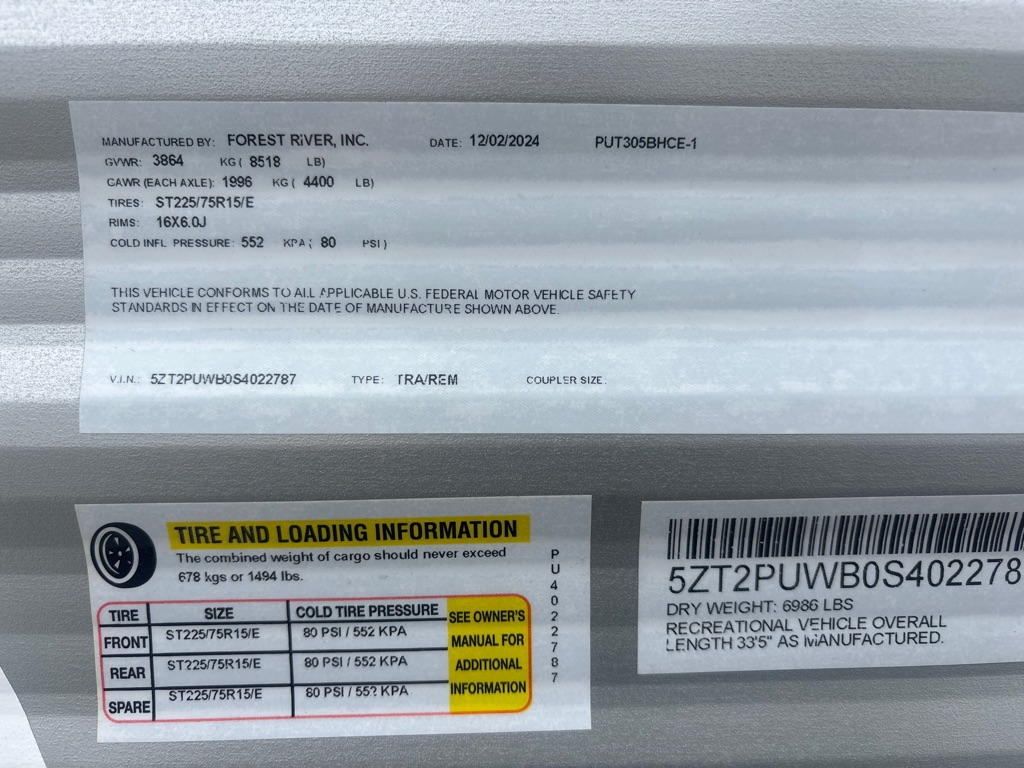 MANUFACTURED BY: FOREST RIVER, INC. DATE: 12/02/2024 PUT305BHCE-1
GVWR: 3864 KG ( 8518 LB)
GAWR (EACH AXLE): 1996 KG ( 4400 LB)
TIRES: ST225/75R15/E
RIMS: 16X6.0J
COLD INFL. PRESSURE: 552 KPA ( 80 PSI )
THIS VEHICLE CONFORMS TO ALL APPLICABLE U.S. FEDERAL MOTOR VEHICLE SAFETY
STANDARDS IN EFFECT ON THE DATE OF MANUFACTURE SHOWN ABOVE.
V.I.N.: 5ZT2PUWB0S4022787 TYPE: TRA/REM COUPLER SIZE:
TIRE AND LOADING INFORMATION
The combined weight of cargo should never exceed
678 kgs or 1494 lbs.
TIRE SIZE COLD TIRE PRESSURE
FRONT ST225/75R15/E 80 PSI / 552 KPA
REAR ST225/75R15/E 80 PSI / 552 KPA
SPARE ST225/75R15/E 80 PSI / 552 KPA
SEE OWNER'S
MANUAL FOR
ADDITIONAL
INFORMATION
PU4022787
5ZT2PUWB0S402278
DRY WEIGHT: 6986 LBS
RECREATIONAL VEHICLE OVERALL
LENGTH 33'5" AS MANUFACTURED.